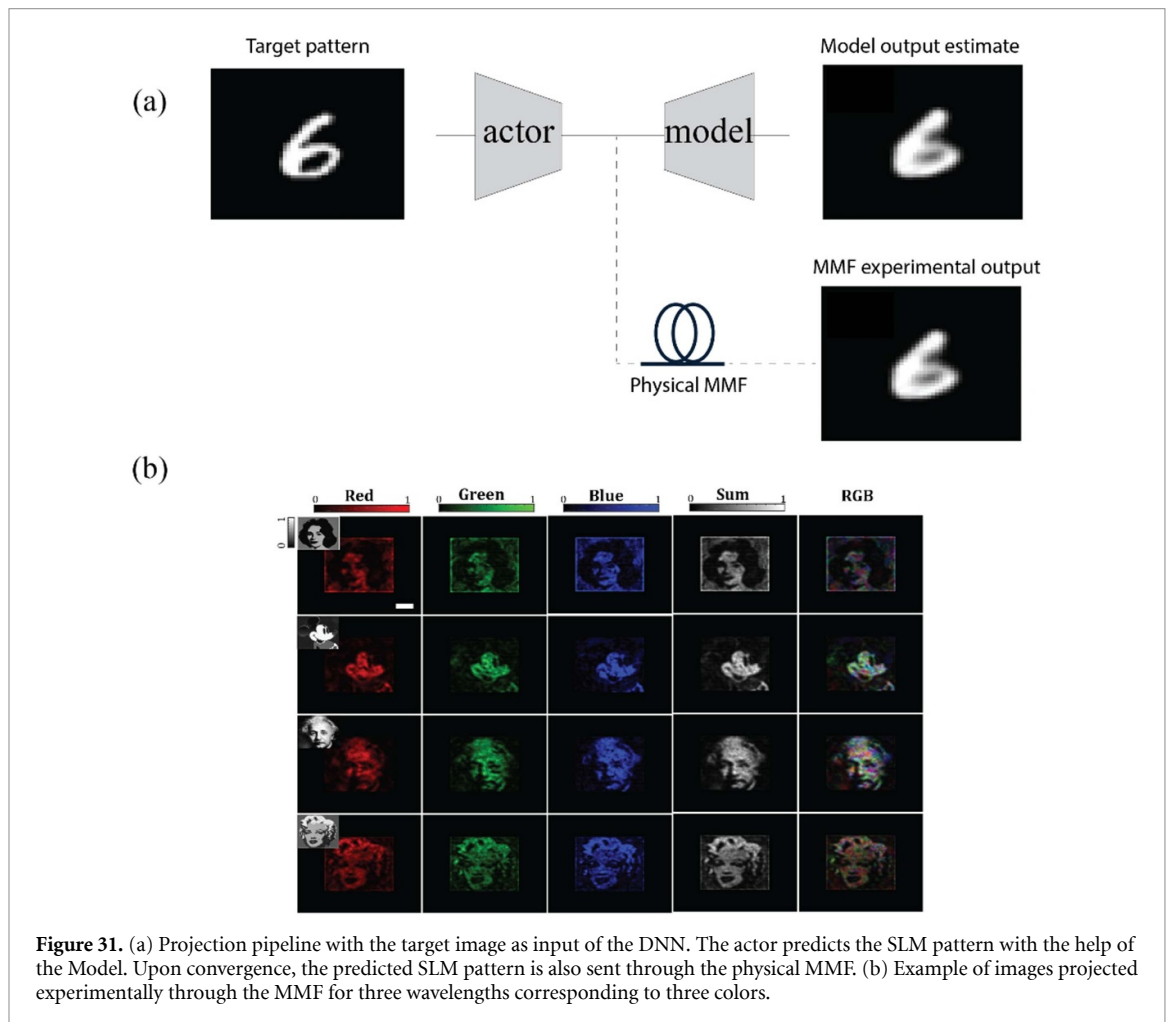 Target pattern
Model output estimate
(a)
actor
model
6
6
6
MMF experimental output
Physical MMF
(b)
Red
Green
Blue
Sum
RGB
0 1
0 1
0 1
0 1
1
0
Figure 31. (a) Projection pipeline with the target image as input of the DNN. The actor predicts the SLM pattern with the help of
the Model. Upon convergence, the predicted SLM pattern is also sent through the physical MMF. (b) Example of images projected
experimentally through the MMF for three wavelengths corresponding to three colors.